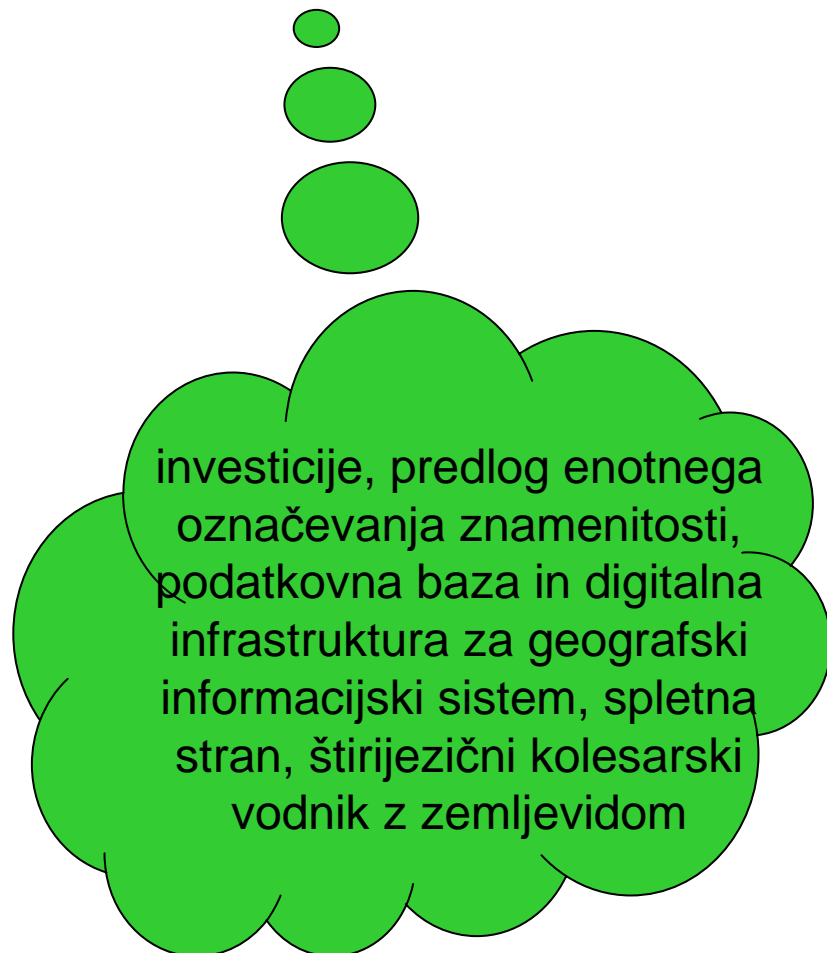 investicije, predlog enotnega
označevanja znamenitosti,
podatkovna baza in digitalna
infrastruktura za geografski
informacijski sistem, spletna
stran, štirijezični kolesarski
vodnik z zemljevidom